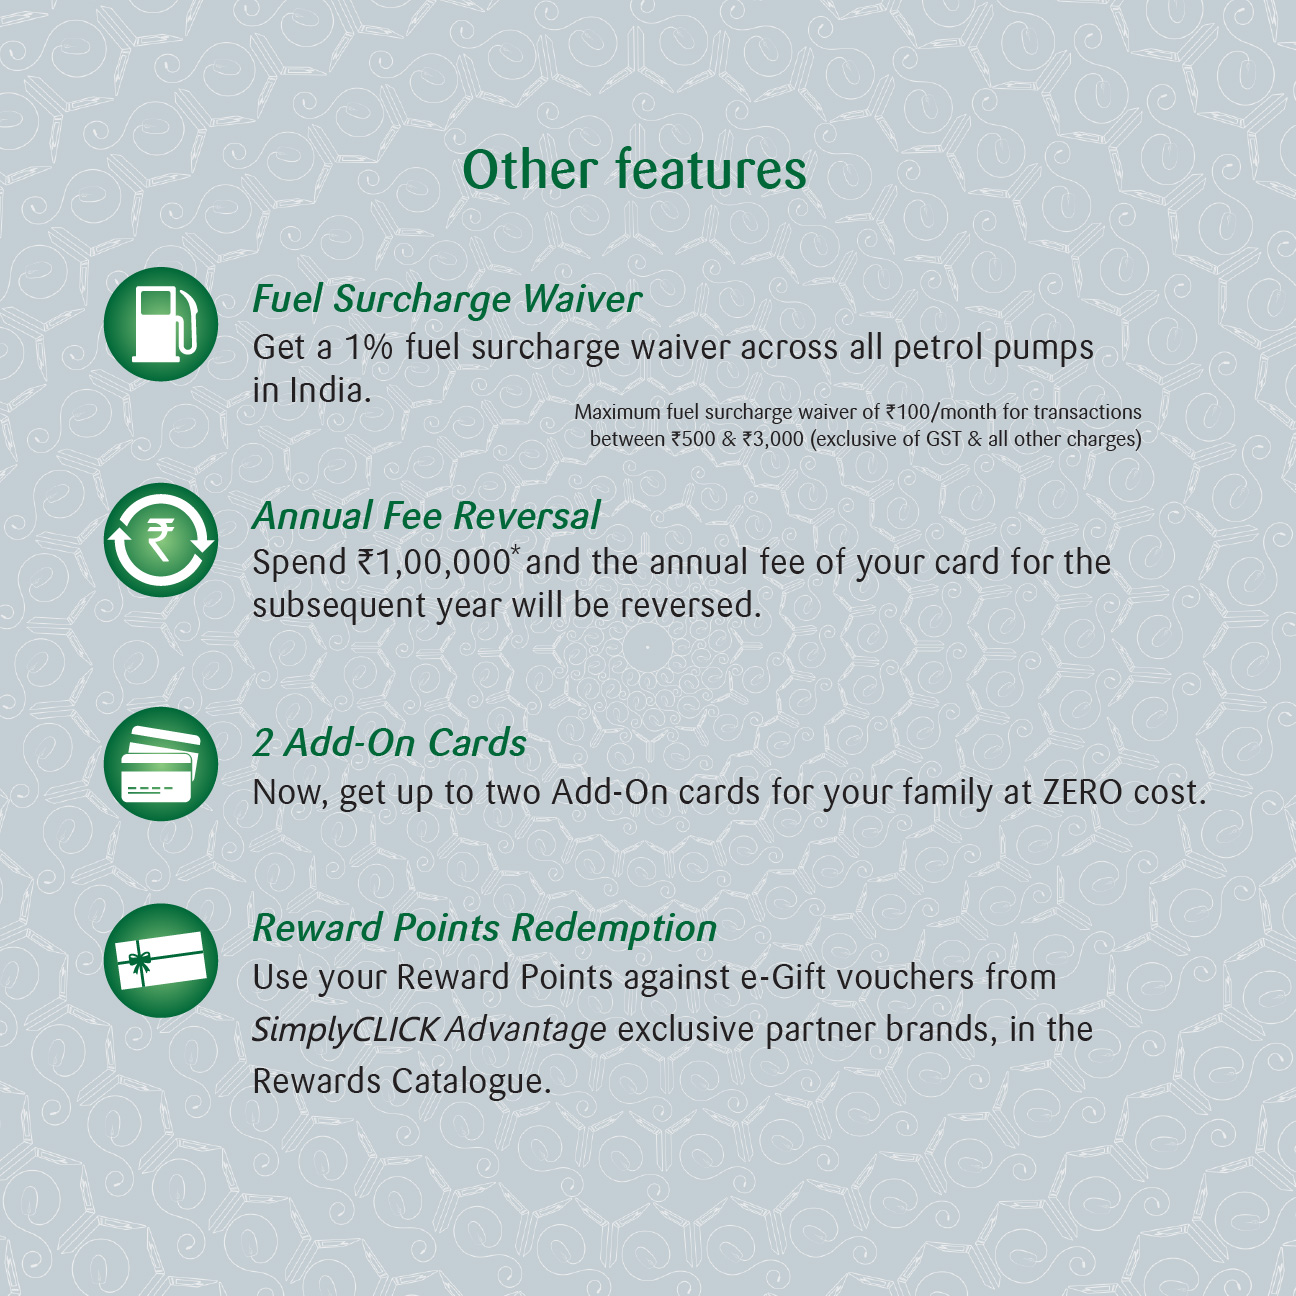 Other features
Fuel Surcharge Waiver
Get a 1% fuel surcharge waiver across all petrol pumps
in India.
Maximum fuel surcharge waiver of ₹100/month for transactions
between ₹500 & ₹3,000 (exclusive of GST & all other charges)
₹
Annual Fee Reversal
Spend ₹1,00,000* and the annual fee of your card for the
subsequent year will be reversed.
2 Add-On Cards
Now, get up to two Add-On cards for your family at ZERO cost.
Reward Points Redemption
Use your Reward Points against e-Gift vouchers from
SimplyCLICK Advantage exclusive partner brands, in the
Rewards Catalogue.